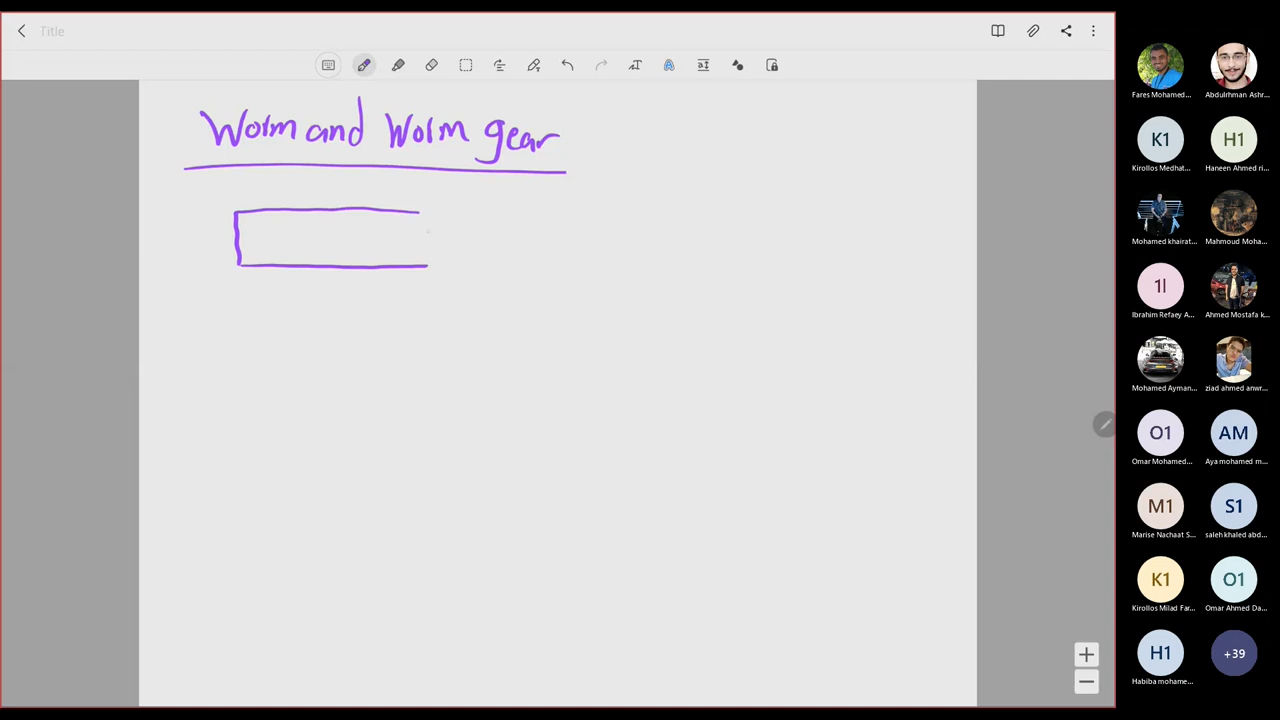 Title
Worm and Worm gear
Fares Mohamed...
Abdulrhman Ashr...
K1
H1
Kirollos Medhat...
Haneen Ahmed ri...
Mohamed khairat...
Mahmoud Moha...
1I
Ibrahim Refaey A...
Ahmed Mostafa k...
Mohamed Ayman...
ziad ahmed anwr...
O1
AM
Omar Mohamed...
Aya mohamed m...
M1
S1
Marise Nachaat S...
saleh khaled abd...
K1
O1
Kirollos Milad Far...
Omar Ahmed Da...
H1
+39
Habiba mohame...